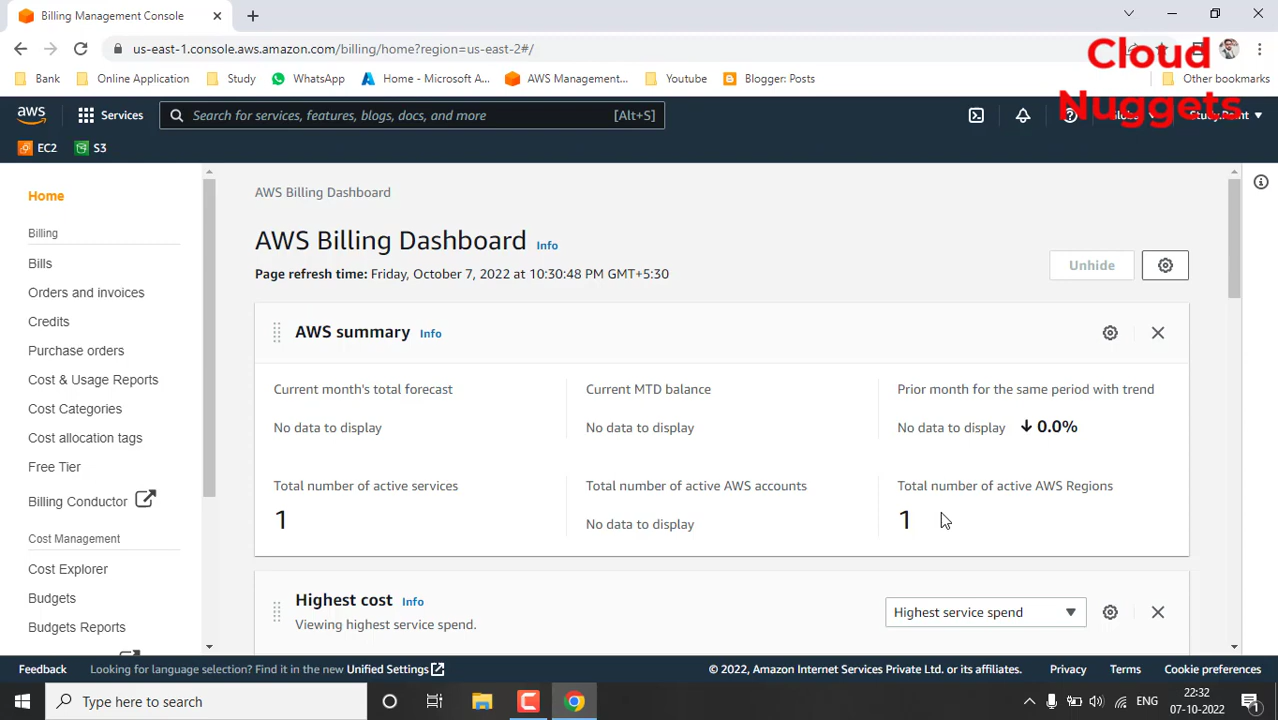 Billing Management Console
us-east-1.console.aws.amazon.com/billing/home?region=us-east-2#/
Bank
Online Application
Study
WhatsApp
Home - Microsoft A...
AWS Management...
Youtube
Blogger: Posts
Other bookmarks
Cloud
Nuggets
aws
Services
Search for services, features, blogs, docs, and more
[Alt+S]
EC2
S3
Home
Billing
Bills
Orders and invoices
Credits
Purchase orders
Cost & Usage Reports
Cost Categories
Cost allocation tags
Free Tier
Billing Conductor
Cost Management
Cost Explorer
Budgets
Budgets Reports
AWS Billing Dashboard
AWS Billing Dashboard Info
Page refresh time: Friday, October 7, 2022 at 10:30:48 PM GMT+5:30
Unhide
AWS summary Info
Current month's total forecast
No data to display
Current MTD balance
No data to display
Prior month for the same period with trend
No data to display 0.0%
Total number of active services
1
Total number of active AWS accounts
No data to display
Total number of active AWS Regions
1
Highest cost Info
Viewing highest service spend.
Highest service spend
Feedback
Looking for language selection? Find it in the new Unified Settings
© 2022, Amazon Internet Services Private Ltd. or its affiliates.
Privacy
Terms
Cookie preferences
Type here to search
ENG
22:32
07-10-2022
1